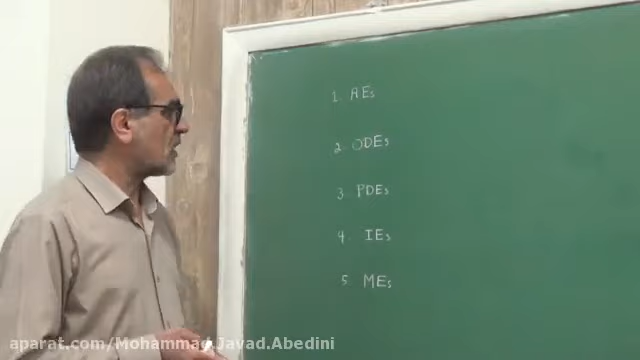 1. AEs
2. ODEs
3. PDEs
4. IEs
5. MEs
aparat.com/Mohammad.Javad.Abedini